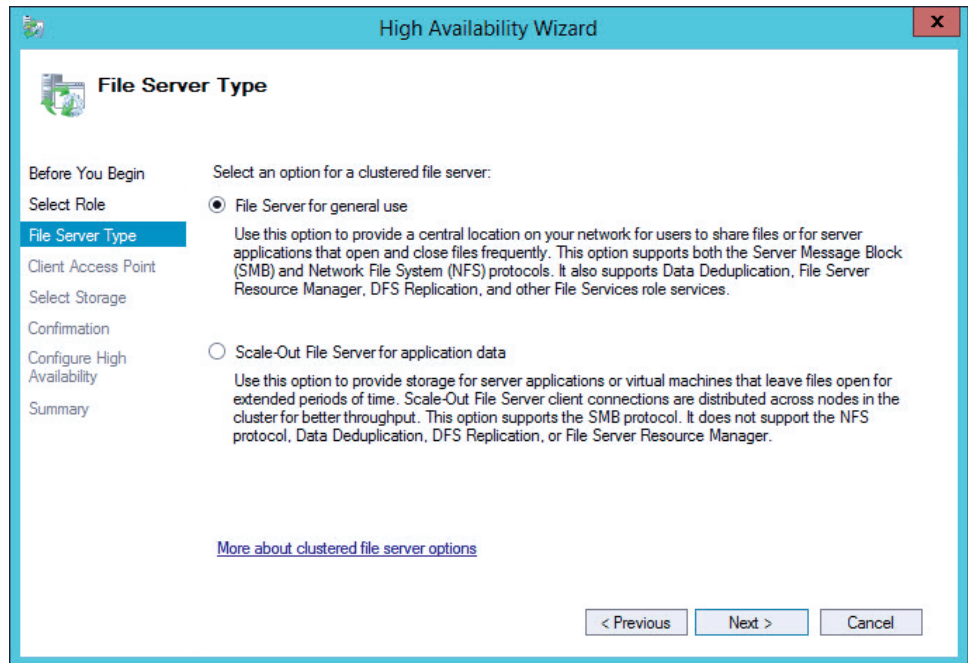 High Availability Wizard
x
File Server Type
Before You Begin
Select Role
File Server Type
Client Access Point
Select Storage
Confirmation
Configure High
Availability
Summary
Select an option for a clustered file server:
File Server for general use
Use this option to provide a central location on your network for users to share files or for server
applications that open and close files frequently. This option supports both the Server Message Block
(SMB) and Network File System (NFS) protocols. It also supports Data Deduplication, File Server
Resource Manager, DFS Replication, and other File Services role services.
Scale-Out File Server for application data
Use this option to provide storage for server applications or virtual machines that leave files open for
extended periods of time. Scale-Out File Server client connections are distributed across nodes in the
cluster for better throughput. This option supports the SMB protocol. It does not support the NFS
protocol, Data Deduplication, DFS Replication, or File Server Resource Manager.
More about clustered file server options
< Previous
Next >
Cancel